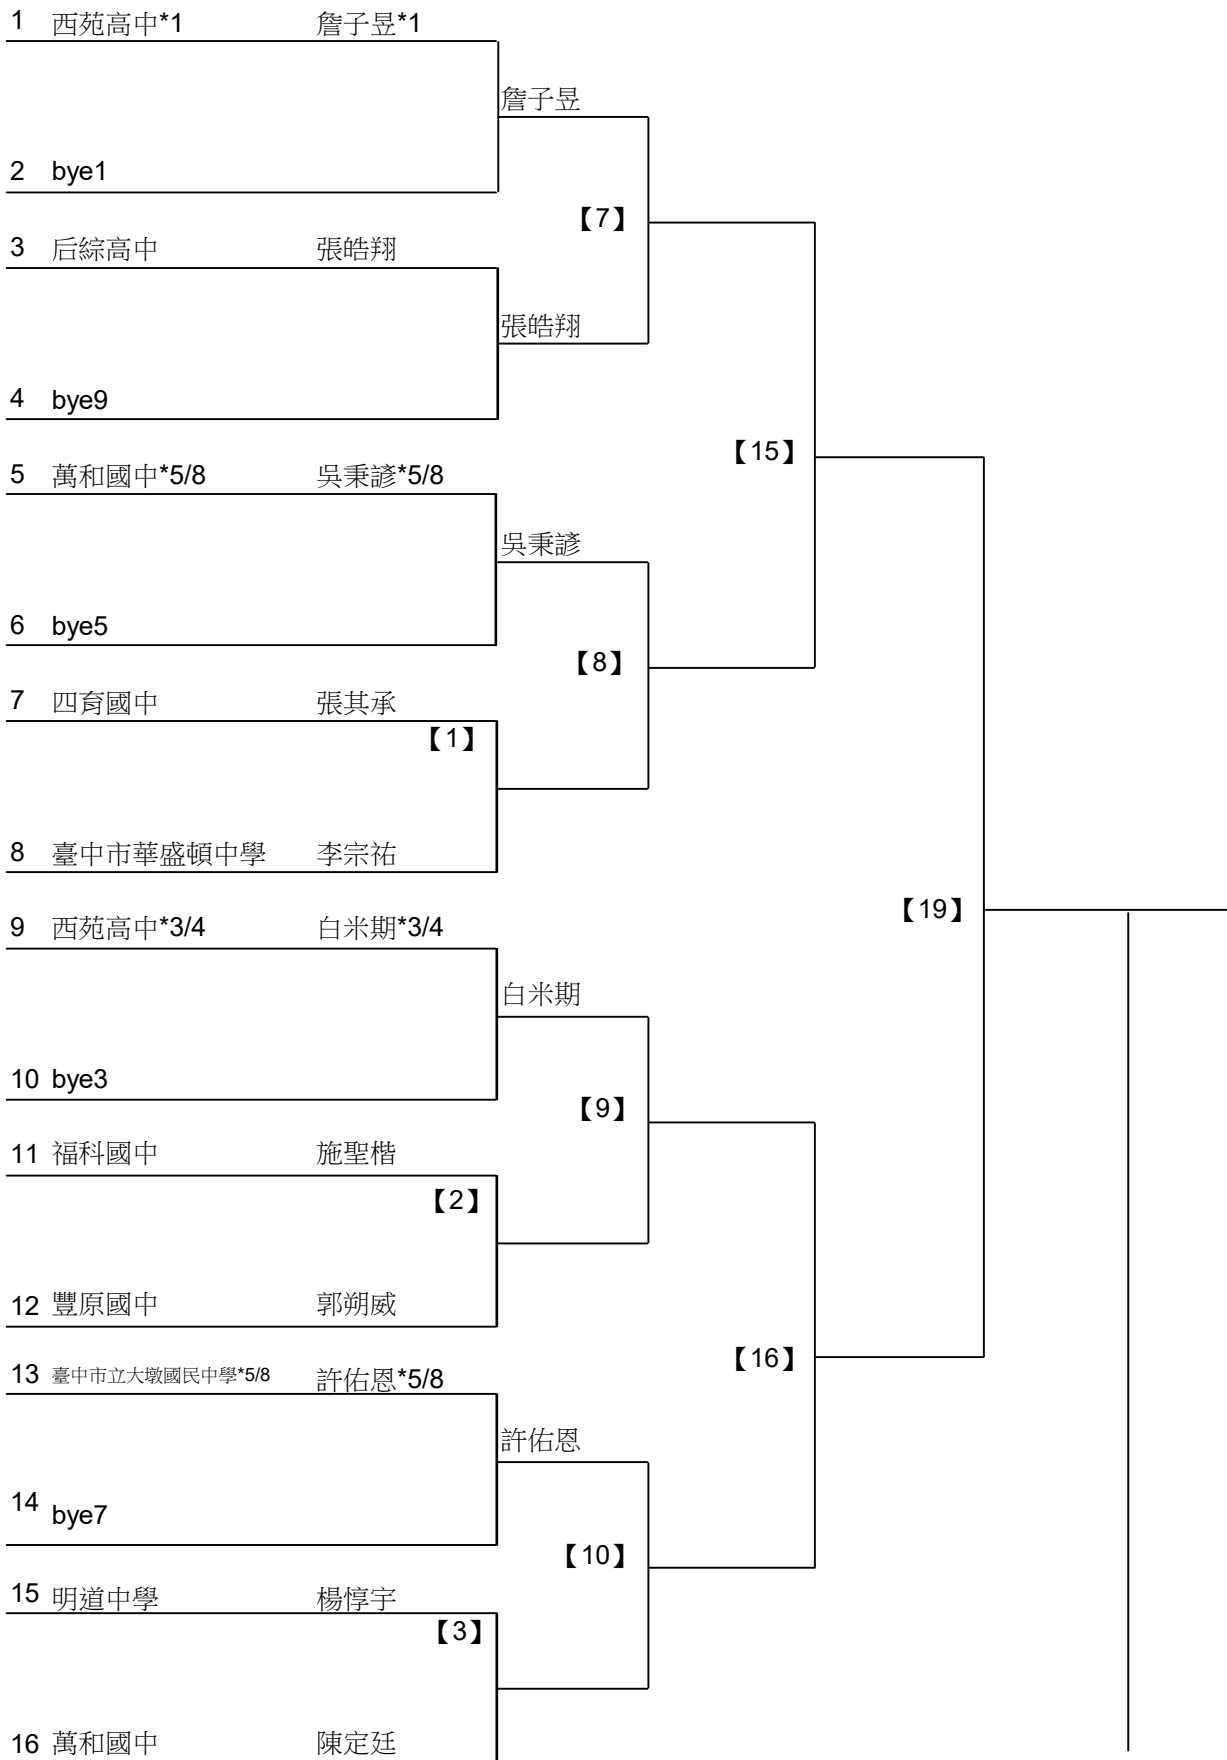 1 西苑高中*1 詹子昱*1
詹子昱
2 bye1
【7】
3 后綜高中 張皓翔
張皓翔
4 bye9
【15】
5 萬和國中*5/8 吳秉諺*5/8
吳秉諺
6 bye5
【8】
7 四育國中 張其承
【1】
8 臺中市華盛頓中學 李宗祐
【19】
9 西苑高中*3/4 白米期*3/4
白米期
10 bye3
【9】
11 福科國中 施聖楷
【2】
12 豐原國中 郭朔威
【16】
13 臺中市立大墩國民中學*5/8 許佑恩*5/8
許佑恩
14 bye7
【10】
15 明道中學 楊惇宇
【3】
16 萬和國中 陳定廷